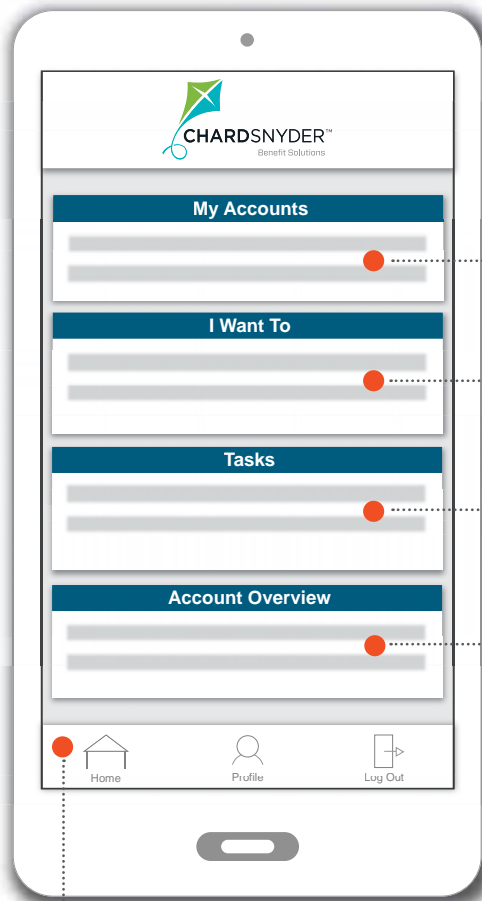 CHARDSNYDER™
Benefit Solutions
My Accounts
I Want To
Tasks
Account Overview
Home Profile Log Out